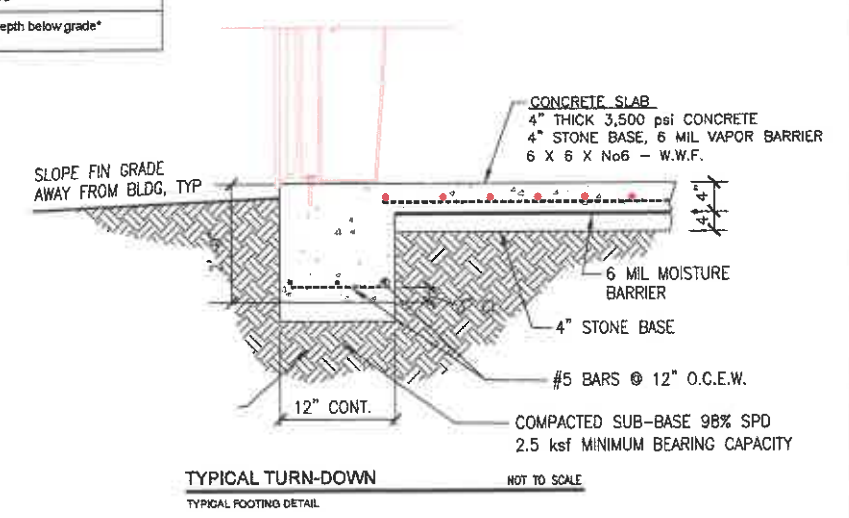 epth below grade*
CONCRETE SLAB
4" THICK 3,500 psi CONCRETE
4" STONE BASE, 6 MIL VAPOR BARRIER
6 X 6 X No6 - W.W.F.
SLOPE FIN GRADE
AWAY FROM BLDG, TYP
4" 4"
6 MIL MOISTURE
BARRIER
4" STONE BASE
#5 BARS @ 12" O.C.E.W.
12" CONT.
COMPACTED SUB-BASE 98% SPD
2.5 ksf MINIMUM BEARING CAPACITY
TYPICAL TURN-DOWN
NOT TO SCALE
TYPICAL FOOTING DETAIL